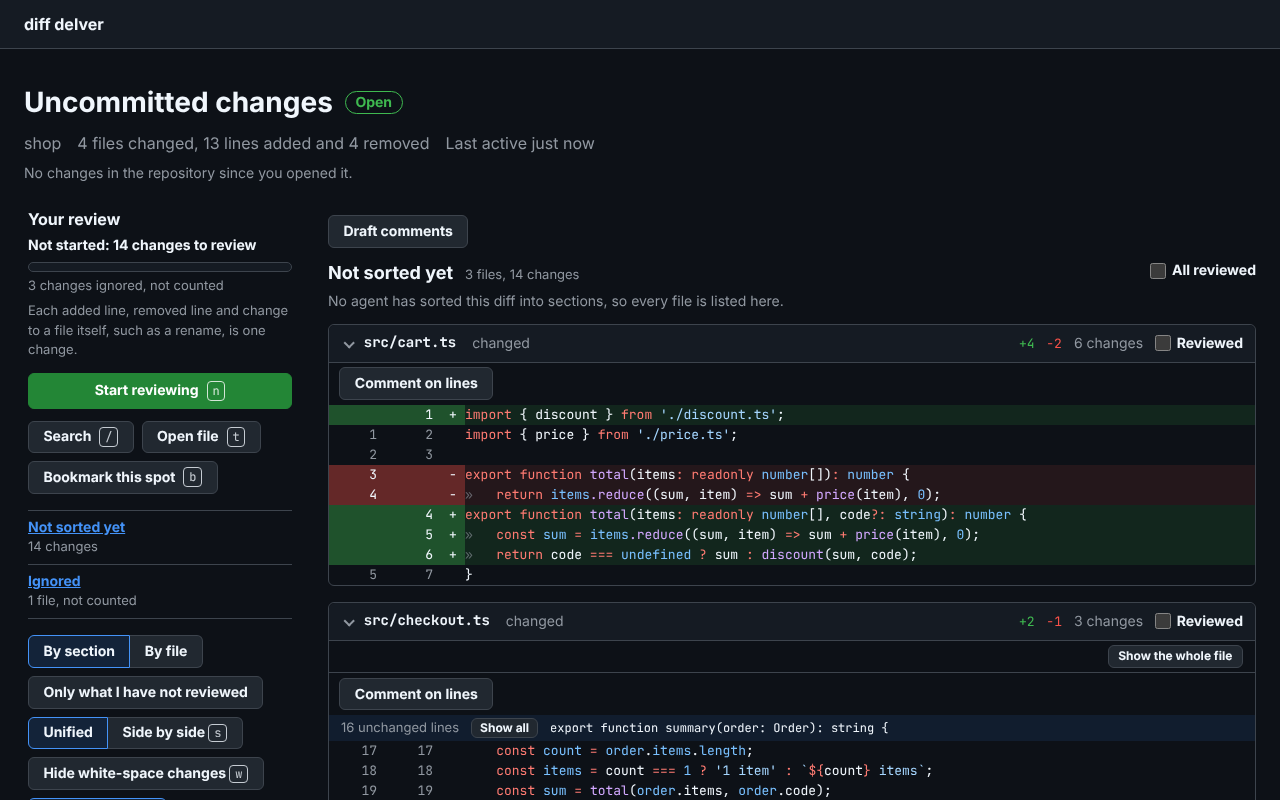 diff delver
Uncommitted changes Open
shop 4 files changed, 13 lines added and 4 removed Last active just now
No changes in the repository since you opened it.
Your review
Not started: 14 changes to review
3 changes ignored, not counted
Each added line, removed line and change
to a file itself, such as a rename, is one
change.
Start reviewing n
Search / Open file t
Bookmark this spot b
Not sorted yet
14 changes
Ignored
1 file, not counted
By section By file
Only what I have not reviewed
Unified Side by side s
Hide white-space changes w
Draft comments
Not sorted yet 3 files, 14 changes All reviewed
No agent has sorted this diff into sections, so every file is listed here.
src/cart.ts changed +4 -2 6 changes Reviewed
Comment on lines
1 + import { discount } from './discount.ts';
1 2 import { price } from './price.ts';
2 3
3 - export function total(items: readonly number[]): number {
4 - » return items.reduce((sum, item) => sum + price(item), 0);
4 + export function total(items: readonly number[], code?: string): number {
5 + » const sum = items.reduce((sum, item) => sum + price(item), 0);
6 + » return code === undefined ? sum : discount(sum, code);
5 7 }
src/checkout.ts changed +2 -1 3 changes Reviewed
Show the whole file
Comment on lines
16 unchanged lines Show all export function summary(order: Order): string {
17 17 const count = order.items.length;
18 18 const items = count === 1 ? '1 item' : `${count} items`;
19 19 const sum = total(order.items, order.code);